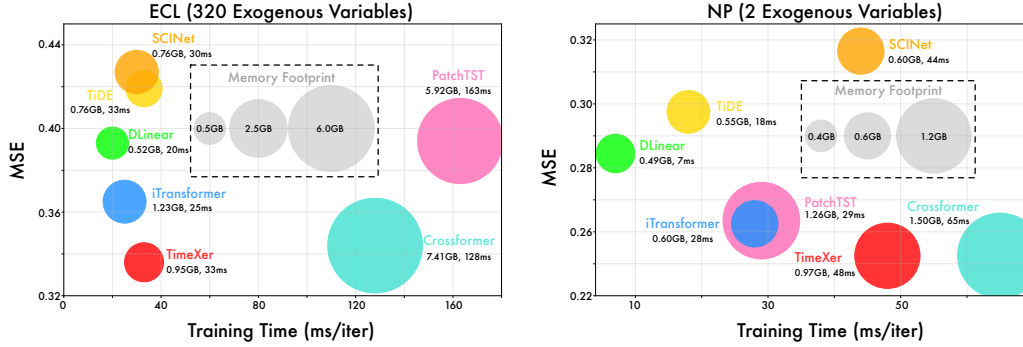 ECL (320 Exogenous Variables)
0.44
0.40
0.36
0.32
MSE
SCINet
0.76GB, 30ms
TiDE
0.76GB, 33ms
DLinear
0.52GB, 20ms
iTransformer
1.23GB, 25ms
TimeXer
0.95GB, 33ms
Memory Footprint
0.5GB
2.5GB
6.0GB
PatchTST
5.92GB, 163ms
Crossformer
7.41GB, 128ms
0 40 80 120 160
Training Time (ms/iter)
NP (2 Exogenous Variables)
0.32
0.30
0.28
0.26
0.24
0.22
MSE
SCINet
0.60GB, 44ms
TiDE
0.55GB, 18ms
DLinear
0.49GB, 7ms
Memory Footprint
0.4GB
0.6GB
1.2GB
PatchTST
1.26GB, 29ms
iTransformer
0.60GB, 28ms
TimeXer
0.97GB, 48ms
Crossformer
1.50GB, 65ms
10 30 50
Training Time (ms/iter)